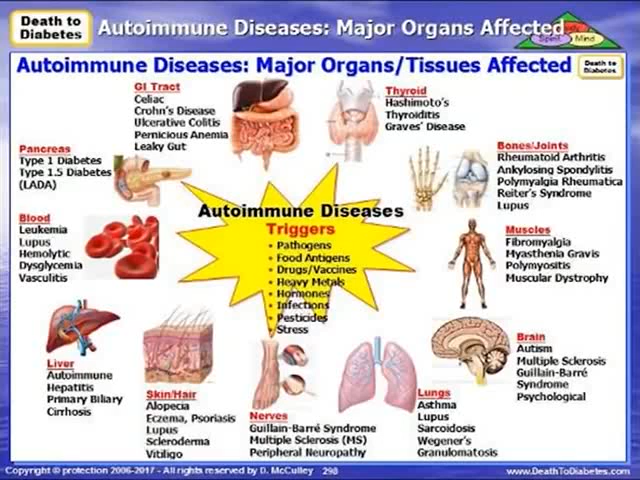 Death to
Diabetes
Autoimmune Diseases: Major Organs Affected
Spirit
Mind
Autoimmune Diseases: Major Organs/Tissues Affected
Death to
Diabetes
GI Tract
Celiac
Crohn's Disease
Ulcerative Colitis
Pernicious Anemia
Leaky Gut
Thyroid
Hashimoto's
Thyroiditis
Graves' Disease
Pancreas
Type 1 Diabetes
Type 1.5 Diabetes
(LADA)
Bones/Joints
Rheumatoid Arthritis
Ankylosing Spondylitis
Polymyalgia Rheumatica
Reiter's Syndrome
Lupus
Blood
Leukemia
Lupus
Hemolytic
Dysglycemia
Vasculitis
Autoimmune Diseases
Triggers
• Pathogens
• Food Antigens
• Drugs/Vaccines
• Heavy Metals
• Hormones
• Infections
• Pesticides
• Stress
Muscles
Fibromyalgia
Myasthenia Gravis
Polymyositis
Muscular Dystrophy
Liver
Autoimmune
Hepatitis
Primary Biliary
Cirrhosis
Skin/Hair
Alopecia
Eczema, Psoriasis
Lupus
Scleroderma
Vitiligo
Nerves
Guillain-Barré Syndrome
Multiple Sclerosis (MS)
Peripheral Neuropathy
Lungs
Asthma
Lupus
Sarcoidosis
Wegener's
Granulomatosis
Brain
Autism
Multiple Sclerosis
Guillain-Barré
Syndrome
Psychological
Copyright © protection 2006-2017 - All rights reserved by D. McCulley
298
www.DeathToDiabetes.com